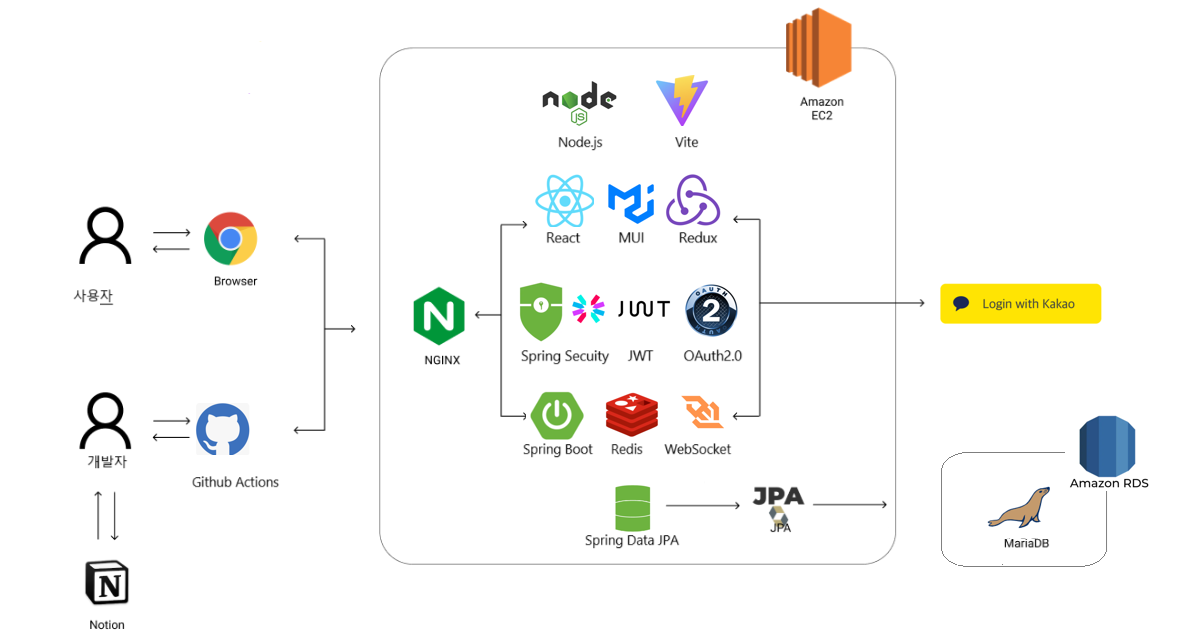 Amazon
EC2
node
JS
Node.js
Vite
React
MUI
Redux
Browser
사용자
N
NGINX
JWT
OAUTH
2
AUTH
Spring Secuity
JWT
OAuth2.0
Login with Kakao
개발자
Github Actions
Spring Boot
Redis
WebSocket
JPA
JPA
Spring Data JPA
Amazon RDS
MariaDB
N
Notion